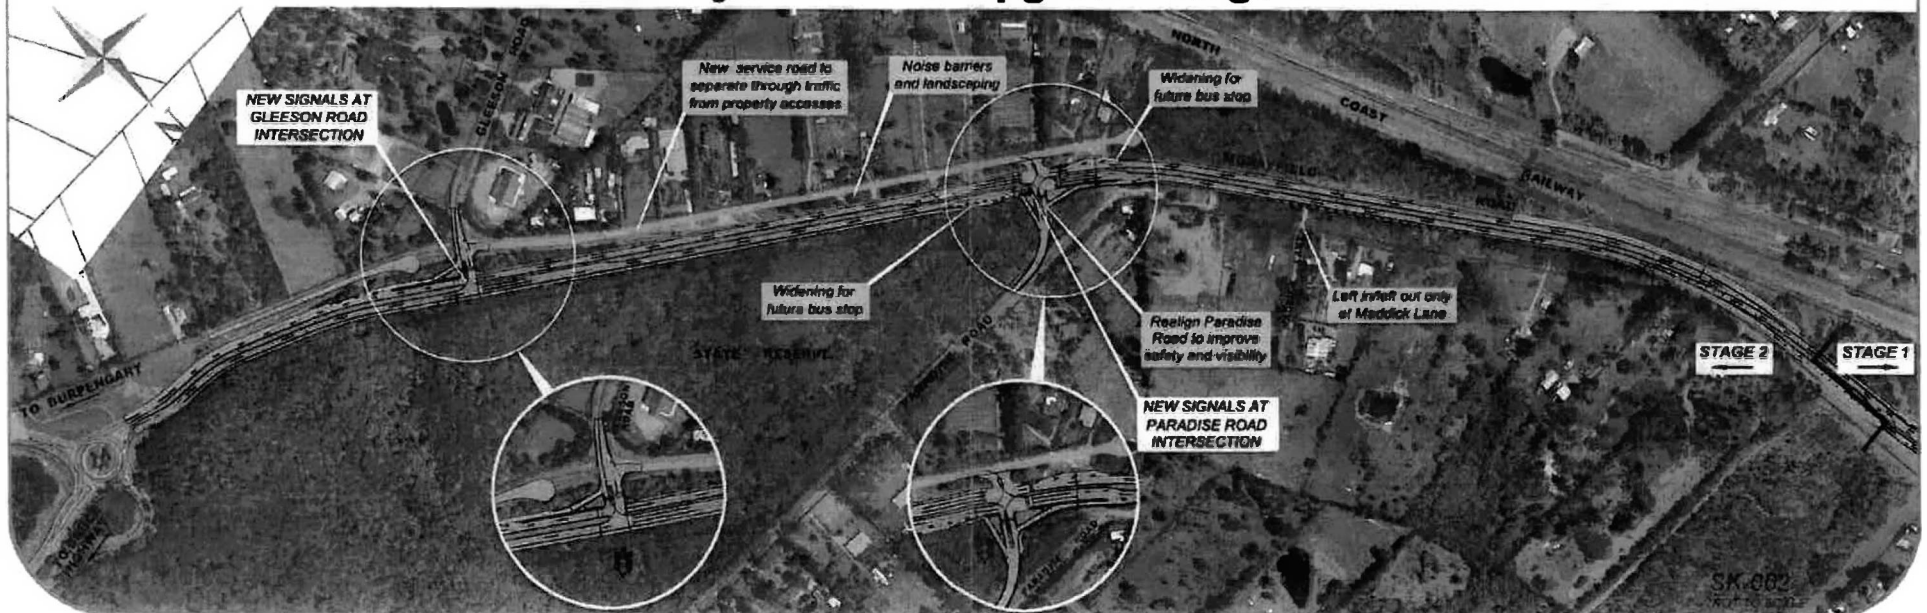 NORTH
COAST
RAILWAY
ROAD
GLEESON ROAD
NEW SIGNALS AT
GLEESON ROAD
INTERSECTION
New service road to
separate through traffic
from property accesses
Noise barriers
and landscaping
Widening for
future bus stop
Widening for
future bus stop
Left in/left out only
at Maddick Lane
Realign Paradise
Road to improve
safety and visibility
STATE RESERVE
ROAD
STAGE 2
STAGE 1
NEW SIGNALS AT
PARADISE ROAD
INTERSECTION
TO BURPENGARY
ROAD
SK-002
N